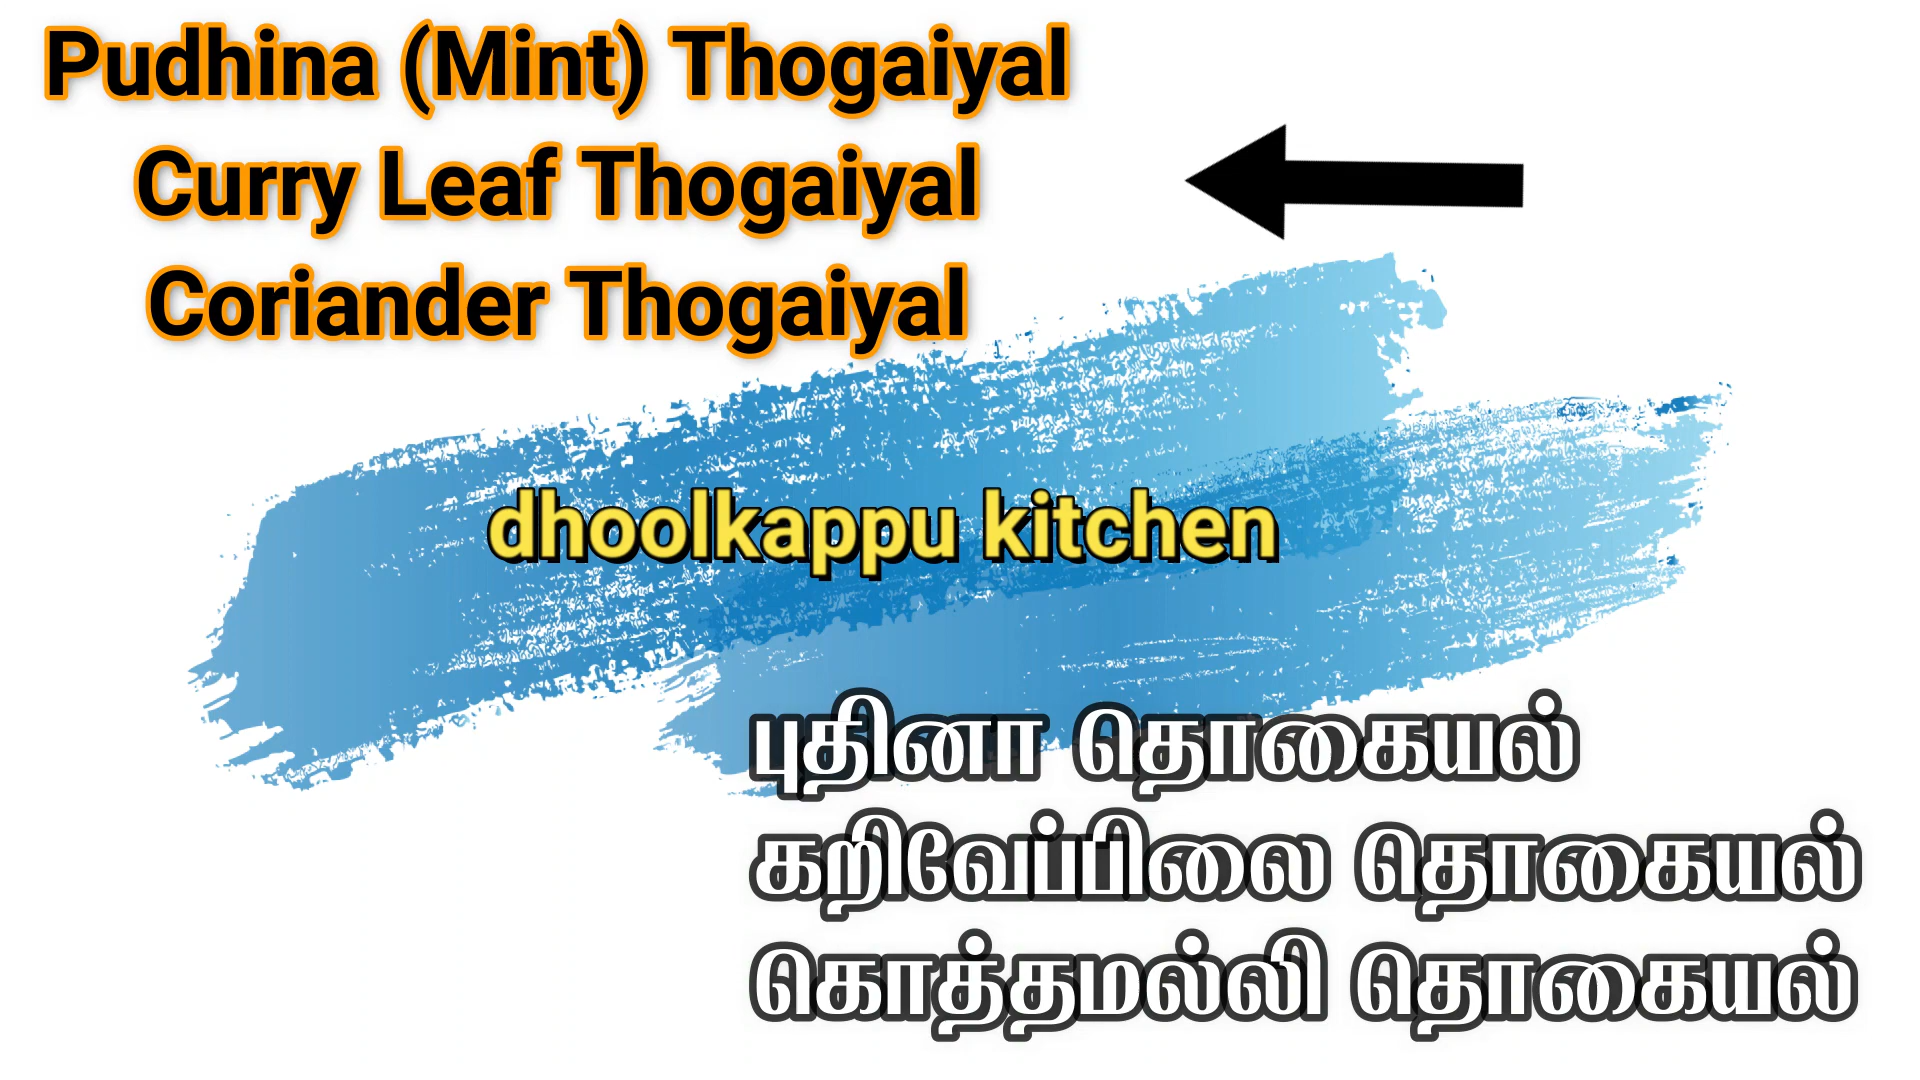 Pudhina (Mint) Thogaiyal
Curry Leaf Thogaiyal
Coriander Thogaiyal
dhoolkappu kitchen
புதினா தொகையல்
கறிவேப்பிலை தொகையல்
கொத்தமல்லி தொகையல்